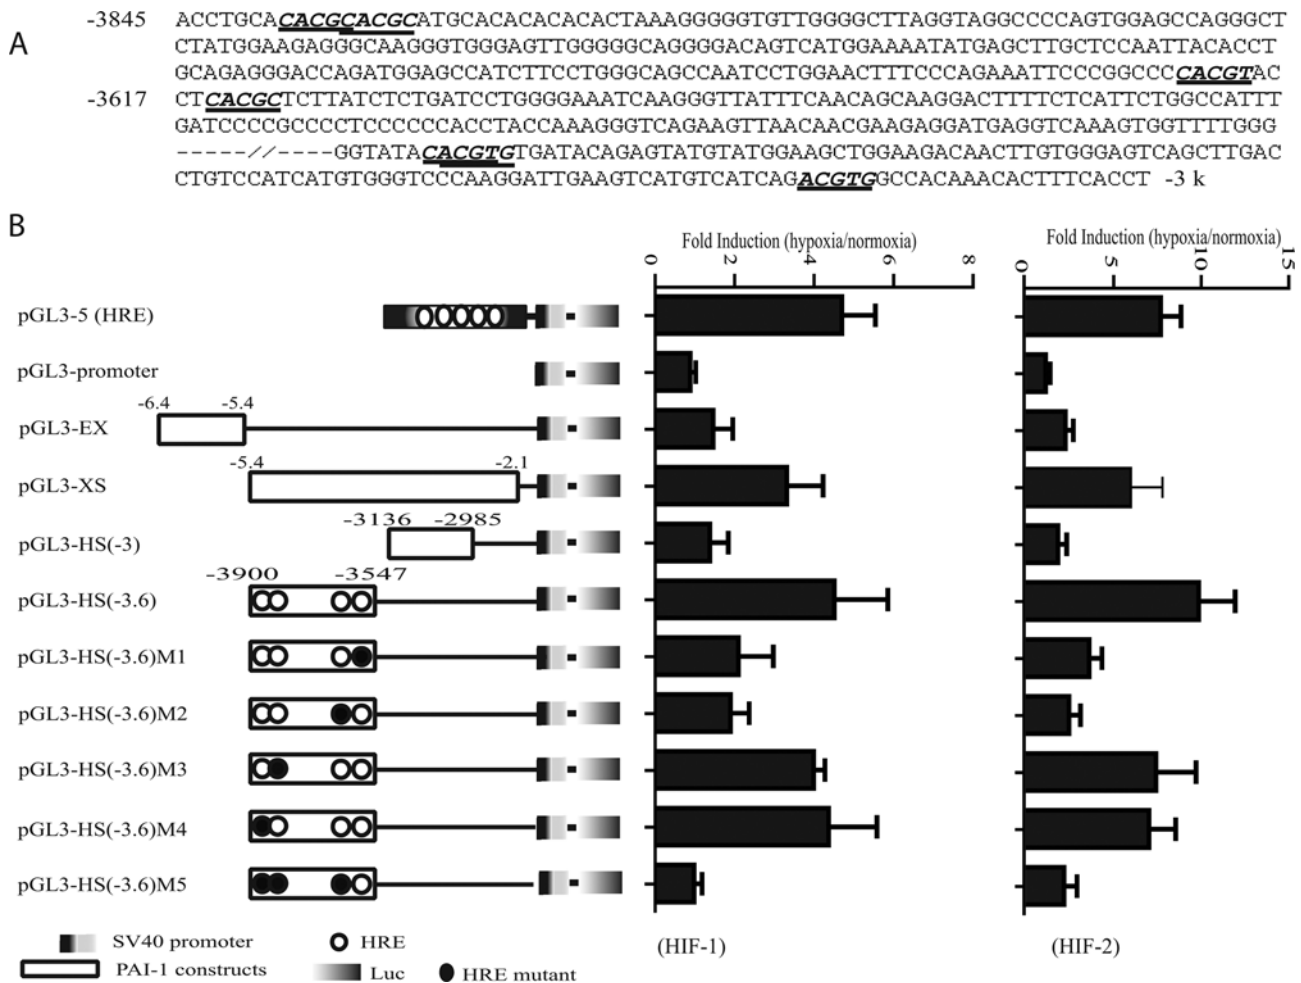 A
-3845 ACCTGCACACGCACACGCATGCACACACACACACTAAAGGGGGTGTTGGGGCTTAGGTAGGCCCCAGTGGAGCCAGGGCT
CTATGGAAGAGGGCAAGGGTGGGAGTTGGGGGCAGGGGACAGTCATGGAAAATATGAGCTTGCTCCAATTACACCT
GCAGAGGGACCAGATGGAGCCATCTTCCTGGGCAGCCAATCCTGGAACTTTCCCAGAAATTCCCGGCCCCACGTAC
-3617 CTCACGCTCTTATCTCTGATCCTGGGGAAATCAAGGGTTATTTCAACAGCAAGGACTTTTCTCATTCTGGCCATTT
GATCCCCGCCCCTCCCCCCACCTACCAAAGGGTCAGAAGTTAACAACGAAGAGGATGAGGTCAAAGTGGTTTTGGG
------//-----GGTATACACGTGTGATACAGAGTATGTATGGAAGCTGGAAGACAACTTGTGGGAGTCAGCTTGACC
CTGTCCATCATGTGGGTCCCAAGGATTGAAGTCATGTCATCAGACGTGGCCACAAACACTTTCACCT -3 k
B
Fold Induction (hypoxia/normoxia)
0 2 4 6 8
Fold Induction (hypoxia/normoxia)
0 5 10 15
pGL3-5 (HRE)
pGL3-promoter
-6.4 -5.4
pGL3-EX
-5.4 -2.1
pGL3-XS
-3136 -2985
pGL3-HS(-3)
-3900 -3547
pGL3-HS(-3.6)
pGL3-HS(-3.6)M1
pGL3-HS(-3.6)M2
pGL3-HS(-3.6)M3
pGL3-HS(-3.6)M4
pGL3-HS(-3.6)M5
(HIF-1)
(HIF-2)
SV40 promoter
HRE
PAI-1 constructs
Luc
HRE mutant